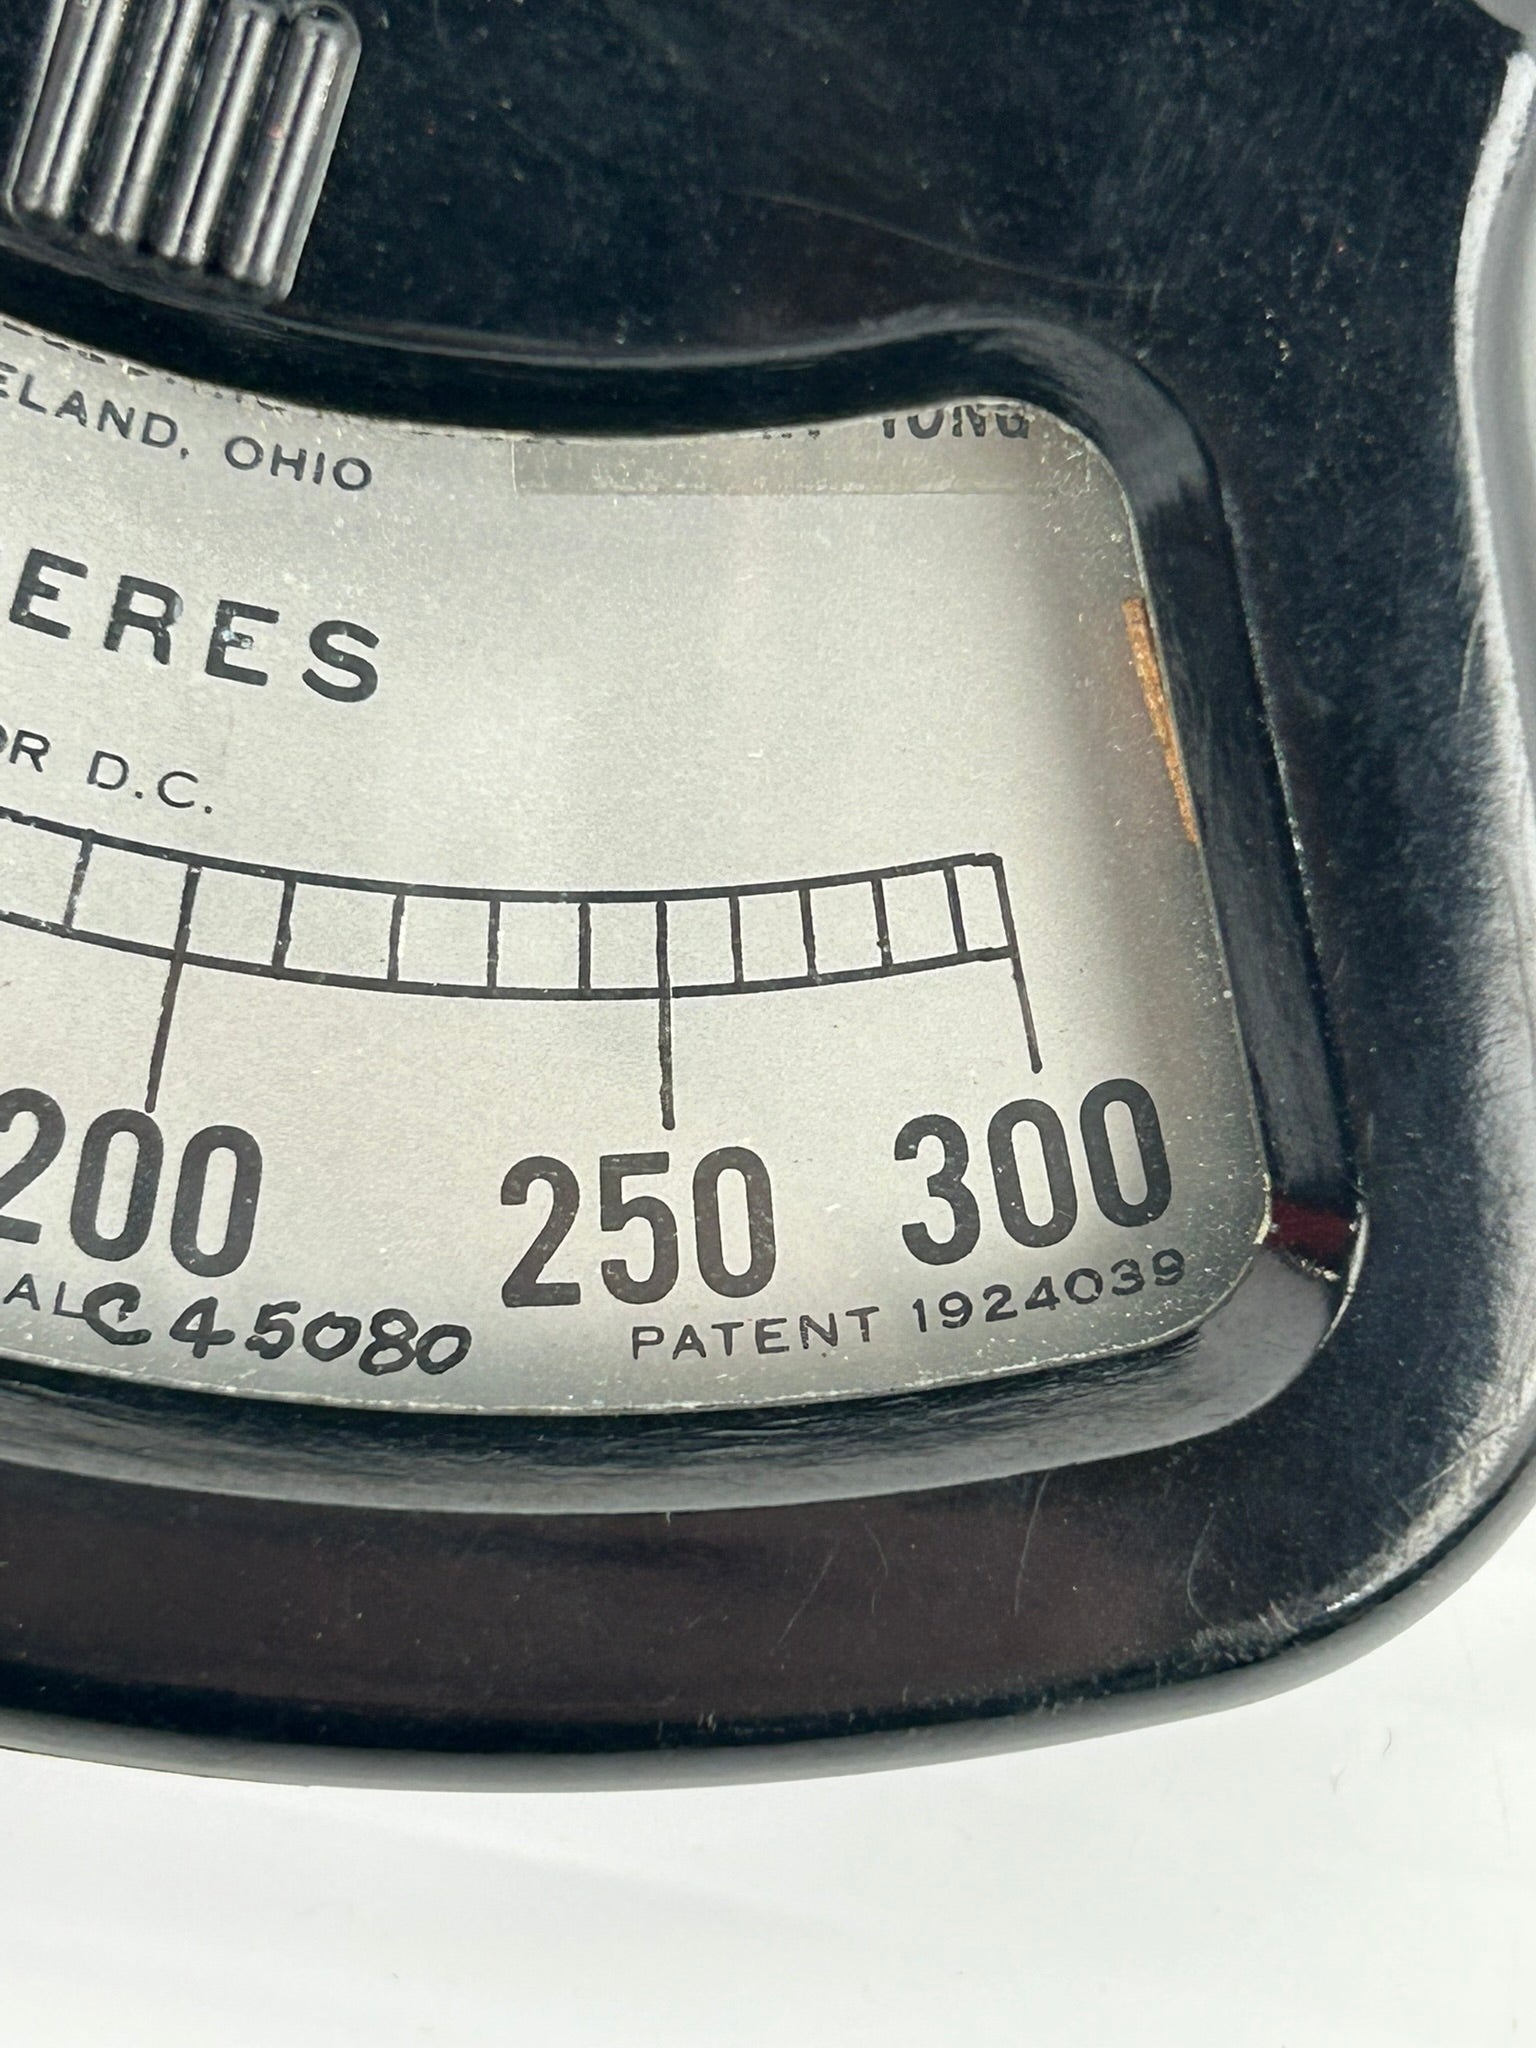 ELAND, OHIO
TONG
ERES
OR D.C.
200 250 300
AL C45080
PATENT 1924039